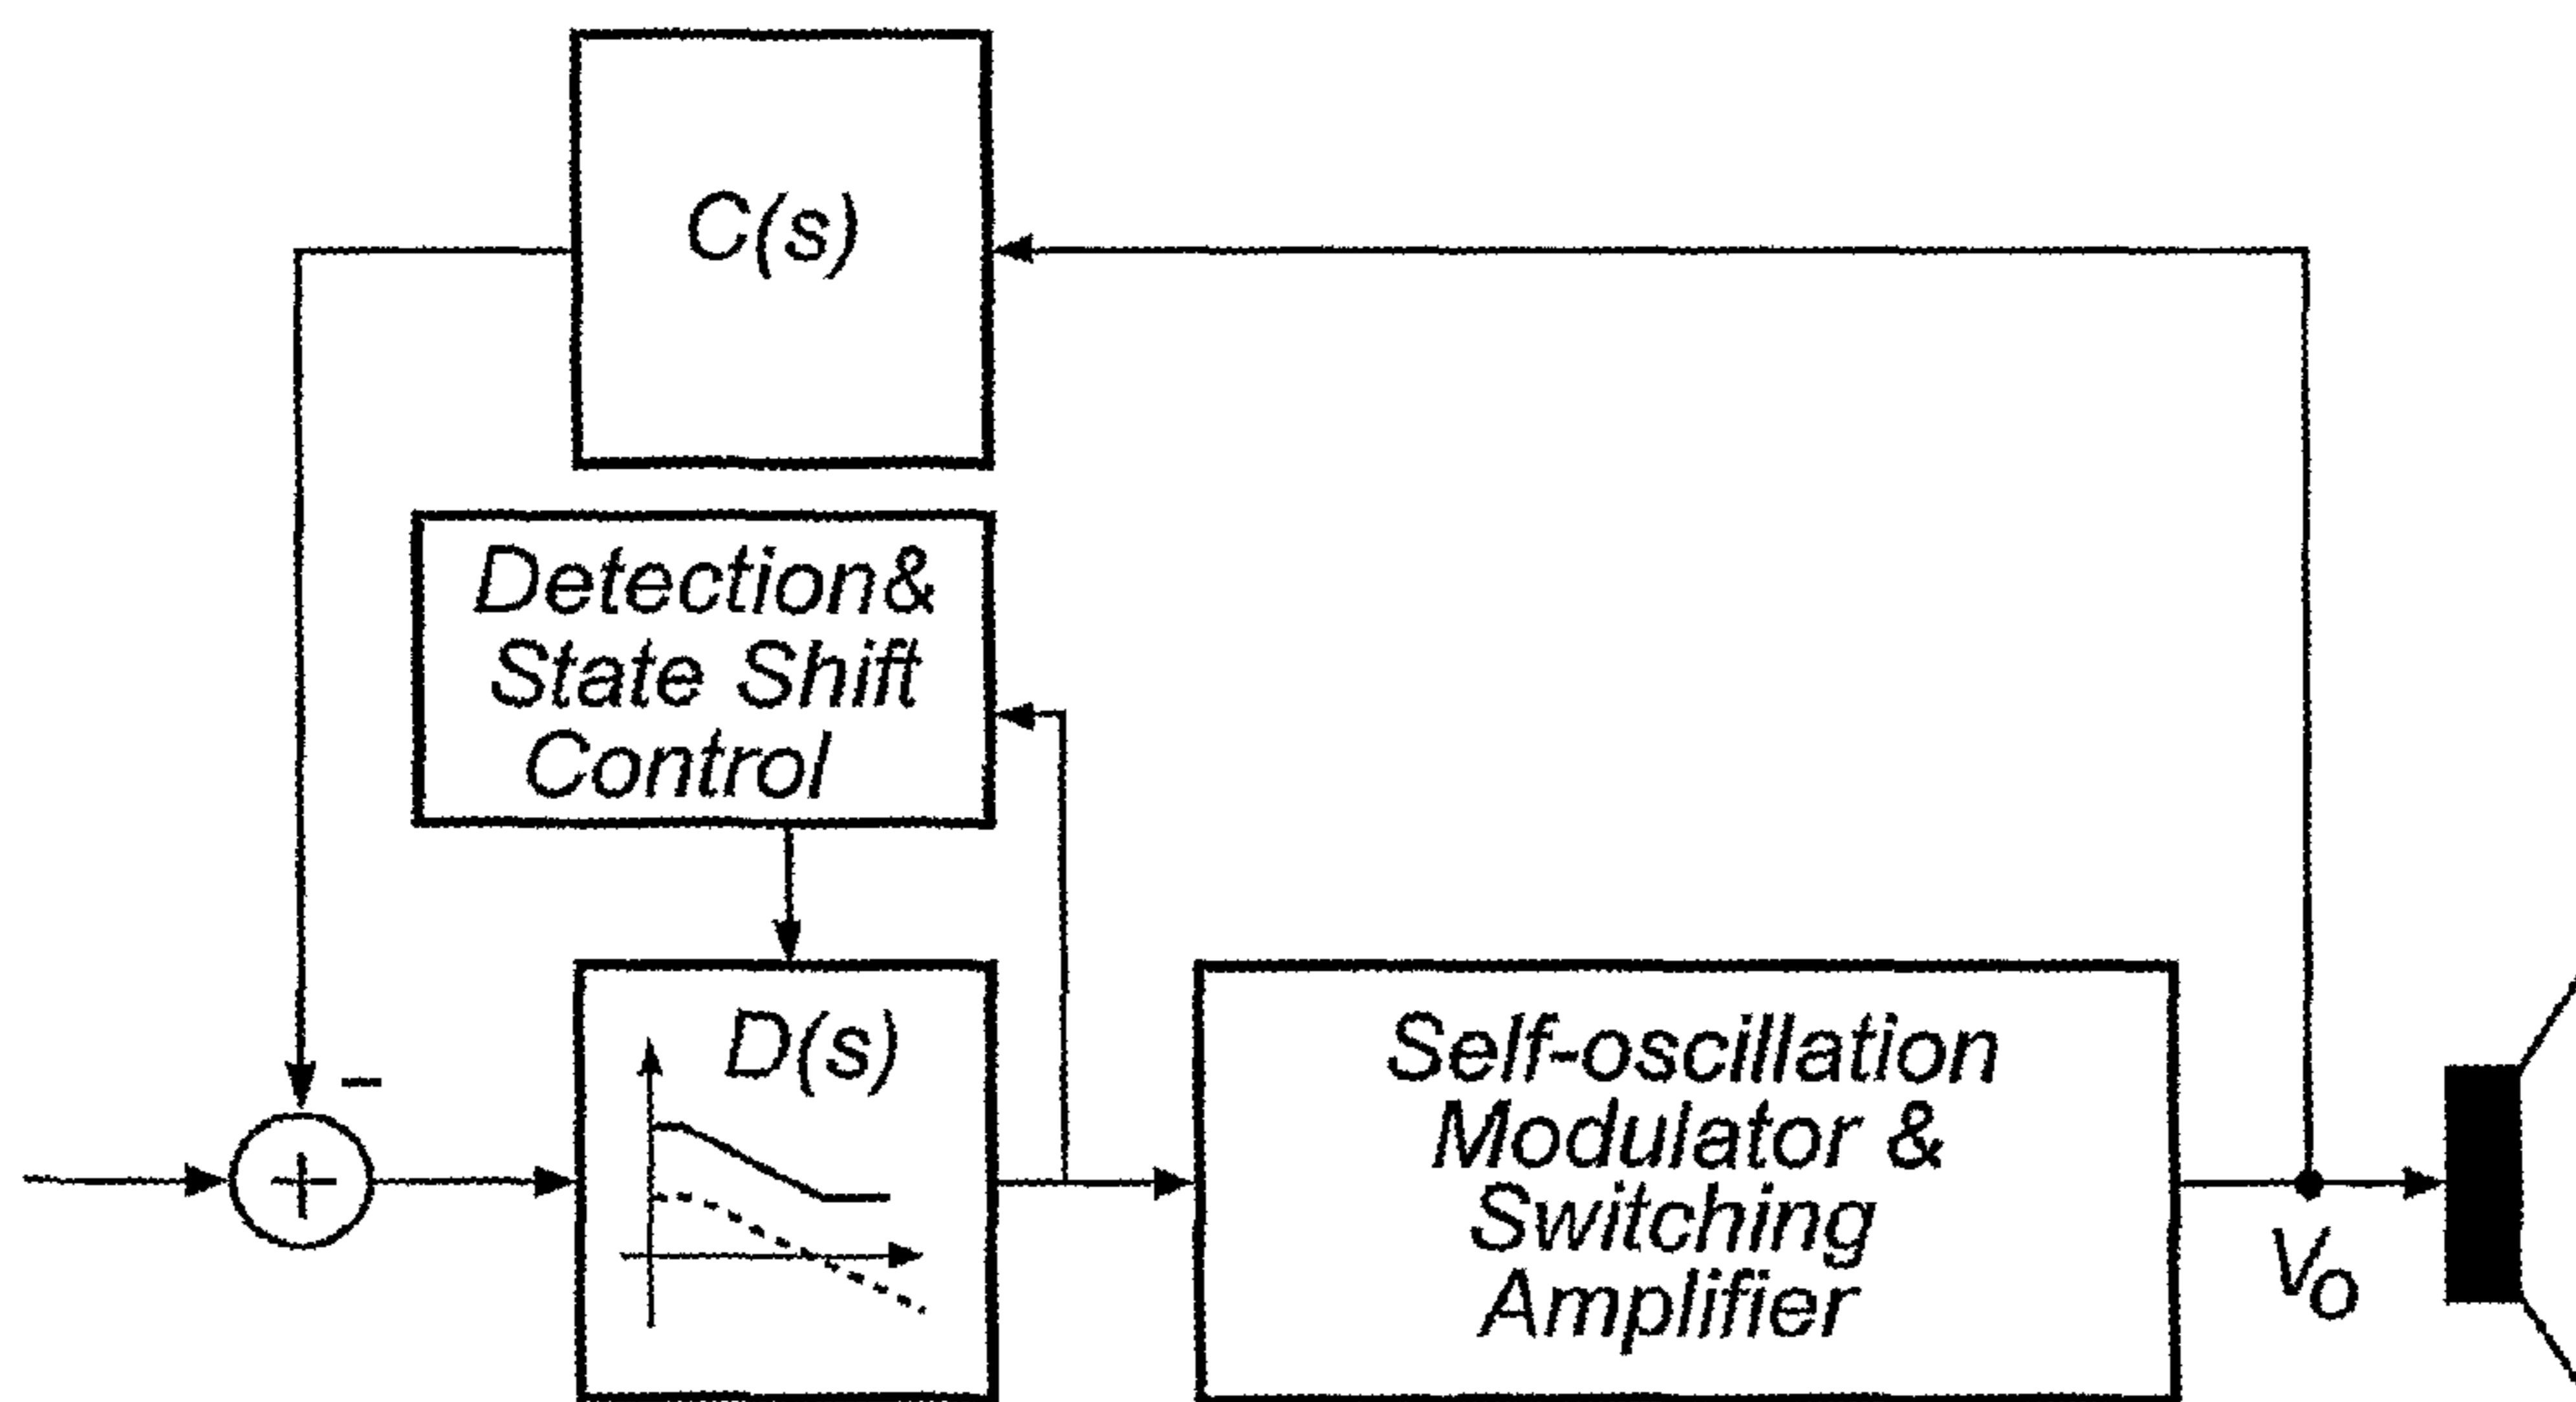 C(s)
Detection&
State Shift
Control
D(s)
-
+
Self-oscillation
Modulator &
Switching
Amplifier
Vo